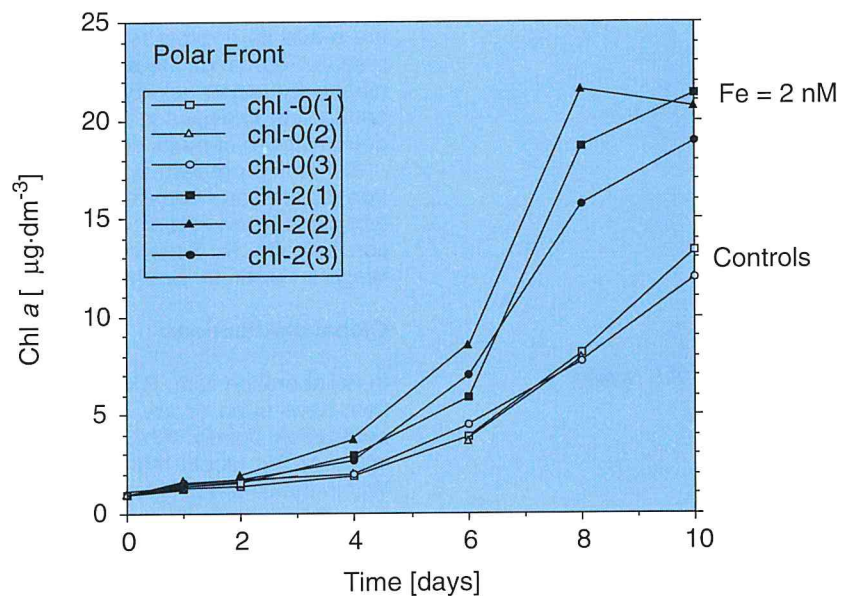 Polar Front
chl.-0(1)
chl-0(2)
chl-0(3)
chl-2(1)
chl-2(2)
chl-2(3)
Fe = 2 nM
Controls
Chl a [ µg·dm-3]
25
20
15
10
5
0
0 2 4 6 8 10
Time [days]